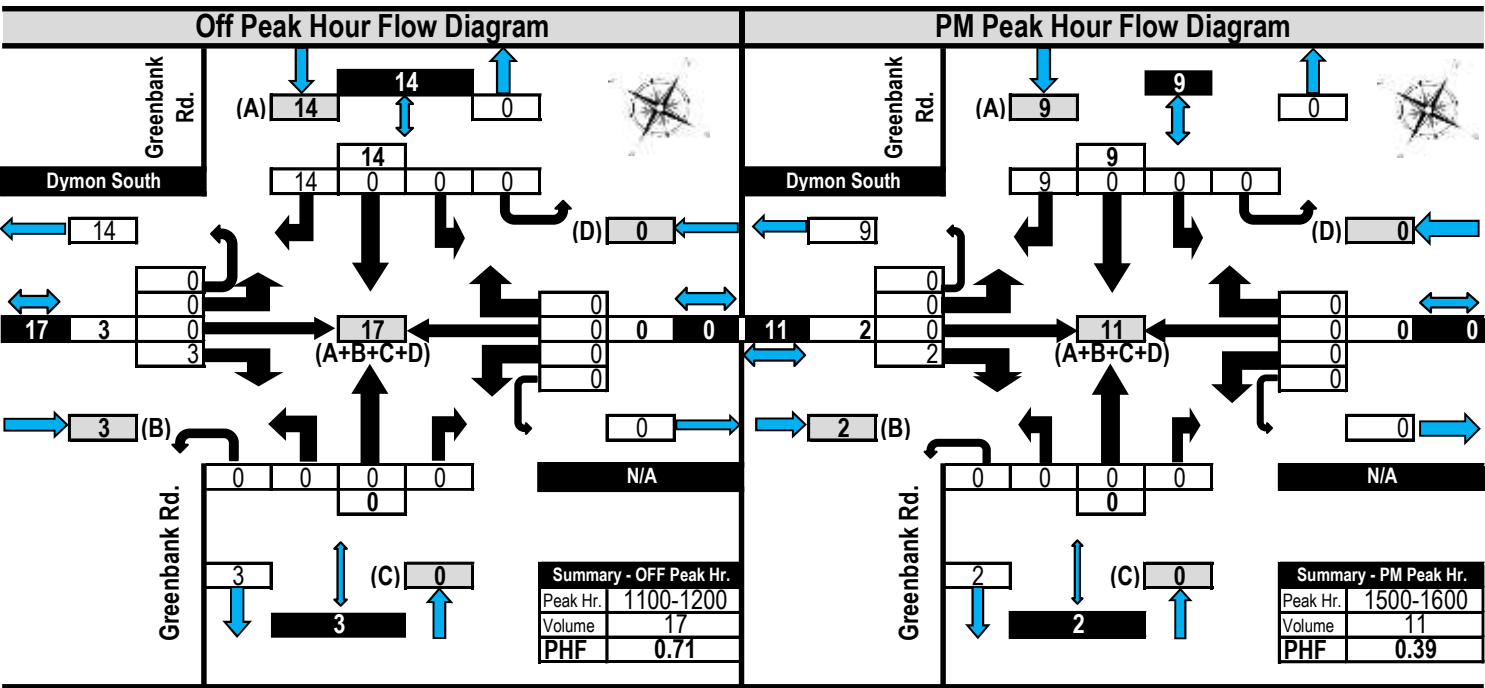 Off Peak Hour Flow Diagram
Greenbank Rd.
14
(A) 14
0
14
14 0 0 0
Dymon South
14
(D) 0
0
0
17 3 0
3
17
(A+B+C+D)
0
0 0 0
0
0
3 (B)
0
0 0 0 0
0
N/A
Greenbank Rd.
3
(C) 0
3
Summary - OFF Peak Hr.
Peak Hr. 1100-1200
Volume 17
PHF 0.71
PM Peak Hour Flow Diagram
Greenbank Rd.
9
(A) 9
0
9
9 0 0 0
Dymon South
9
(D) 0
0
0
11 2 0
2
11
(A+B+C+D)
0
0 0 0
0
0
2 (B)
0
0 0 0 0
0
N/A
Greenbank Rd.
2
(C) 0
2
Summary - PM Peak Hr.
Peak Hr. 1500-1600
Volume 11
PHF 0.39